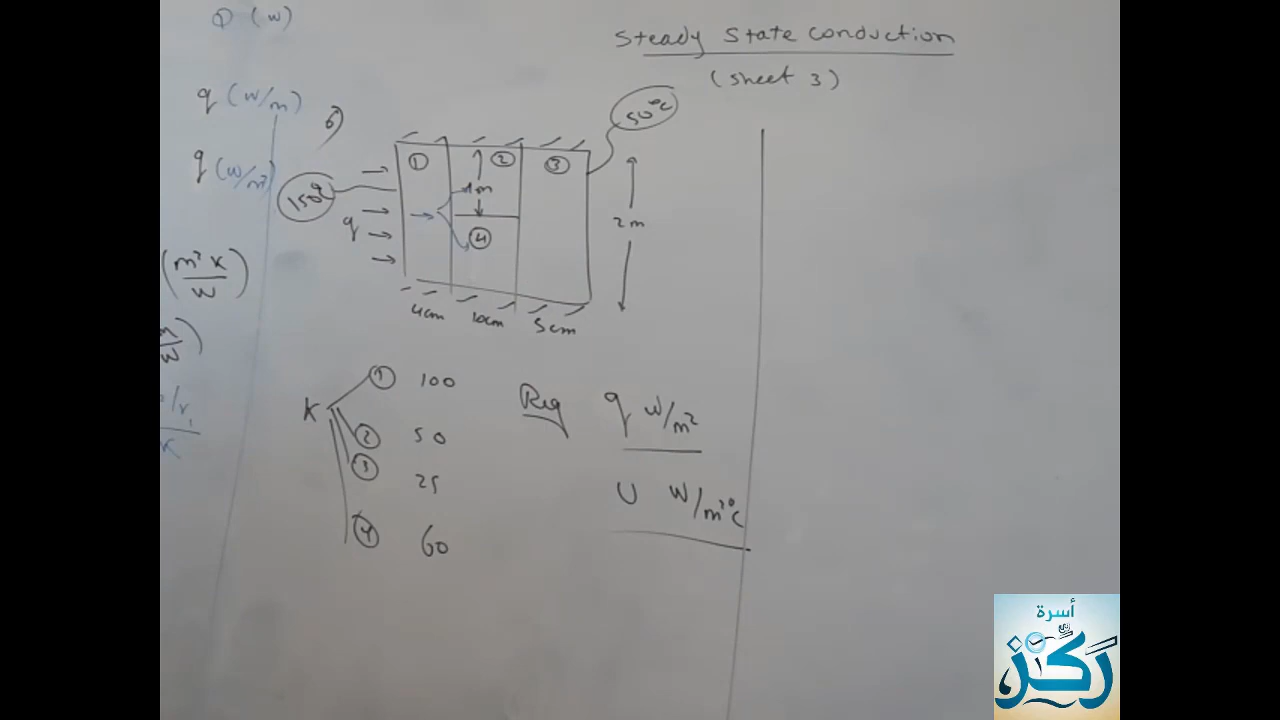 Q (W)
Steady State conduction
(sheet 3)
q (W/m)
6)
50°C
q (W/m²)
150°C
① ② ③
1m
2m
q
④
(m²K/W)
4cm 10cm 5cm
K
① 100
② 50
③ 25
④ 60
Req q W/m²
U W/m²°C
أسرة
رَكِّز